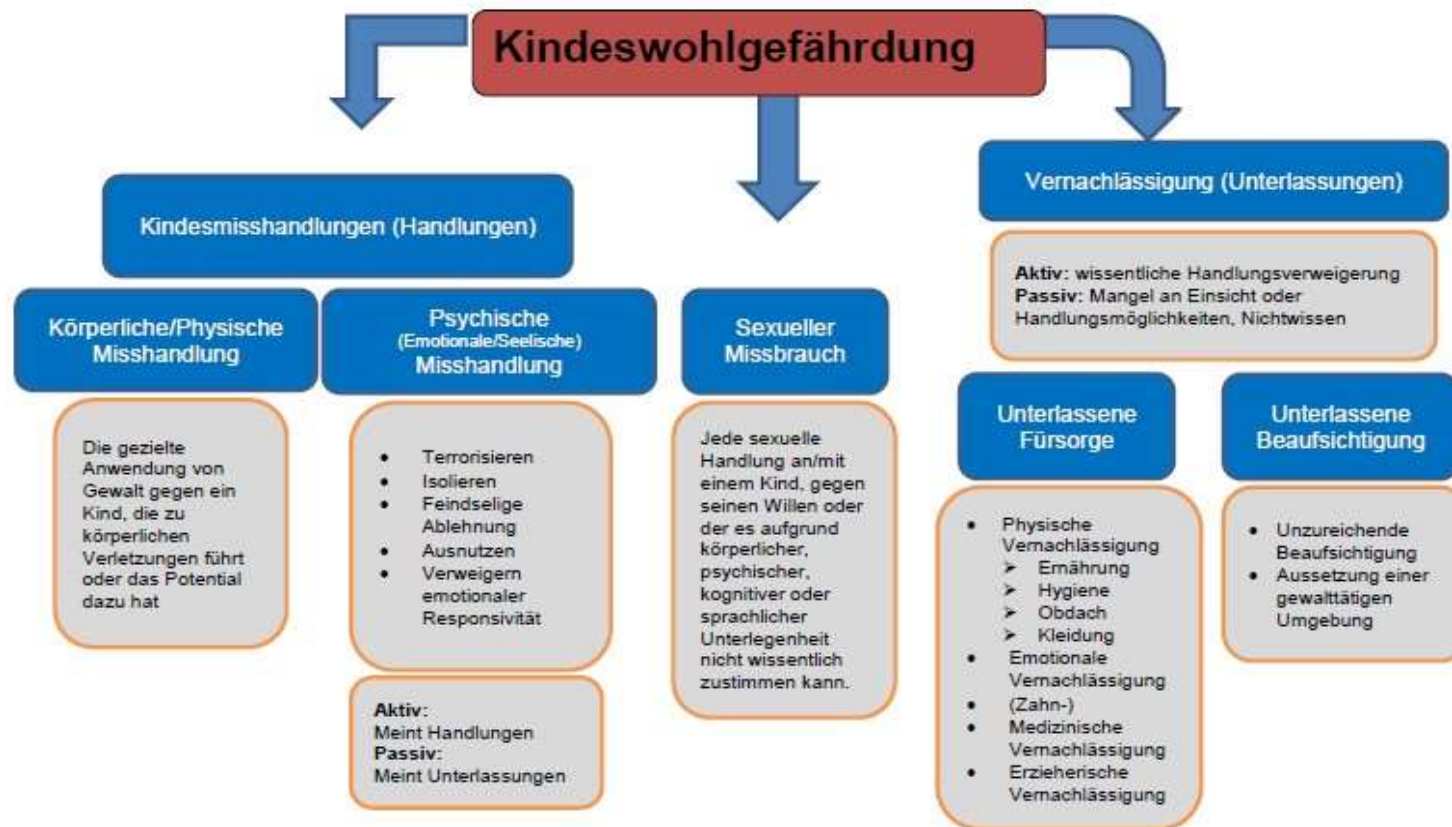 Kindeswohlgefährdung
Kindesmisshandlungen (Handlungen)
Körperliche/Physische
Misshandlung
Die gezielte
Anwendung von
Gewalt gegen ein
Kind, die zu
körperlichen
Verletzungen führt
oder das Potential
dazu hat
Psychische
(Emotionale/Seelische)
Misshandlung
• Terrorisieren
• Isolieren
• Feindselige
Ablehnung
• Ausnutzen
• Verweigern
emotionaler
Responsivität
Aktiv:
Meint Handlungen
Passiv:
Meint Unterlassungen
Sexueller
Missbrauch
Jede sexuelle
Handlung an/mit
einem Kind, gegen
seinen Willen oder
der es aufgrund
körperlicher,
psychischer,
kognitiver oder
sprachlicher
Unterlegenheit
nicht wissentlich
zustimmen kann.
Vernachlässigung (Unterlassungen)
Aktiv: wissentliche Handlungsverweigerung
Passiv: Mangel an Einsicht oder
Handlungsmöglichkeiten, Nichtwissen
Unterlassene
Fürsorge
• Physische
Vernachlässigung
➢ Ernährung
➢ Hygiene
➢ Obdach
➢ Kleidung
• Emotionale
Vernachlässigung
• (Zahn-)
• Medizinische
Vernachlässigung
• Erzieherische
Vernachlässigung
Unterlassene
Beaufsichtigung
• Unzureichende
Beaufsichtigung
• Aussetzung einer
gewalttätigen
Umgebung